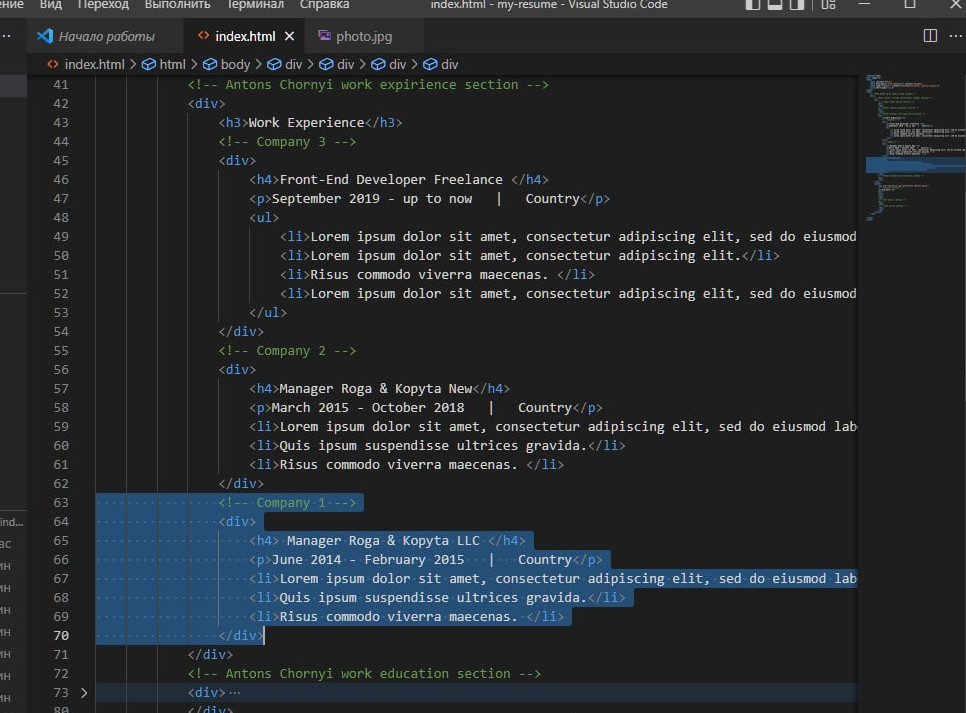 ение Вид Переход Выполнить Терминал Справка index.html - my-resume - Visual Studio Code
Начало работы index.html photo.jpg
index.html > html > body > div > div > div > div
41 <!-- Antons Chornyi work expirience section -->
42 <div>
43 <h3>Work Experience</h3>
44 <!-- Company 3 -->
45 <div>
46 <h4>Front-End Developer Freelance </h4>
47 <p>September 2019 - up to now | Country</p>
48 <ul>
49 <li>Lorem ipsum dolor sit amet, consectetur adipiscing elit, sed do eiusmod
50 <li>Lorem ipsum dolor sit amet, consectetur adipiscing elit.</li>
51 <li>Risus commodo viverra maecenas. </li>
52 <li>Lorem ipsum dolor sit amet, consectetur adipiscing elit, sed do eiusmod
53 </ul>
54 </div>
55 <!-- Company 2 -->
56 <div>
57 <h4>Manager Roga & Kopyta New</h4>
58 <p>March 2015 - October 2018 | Country</p>
59 <li>Lorem ipsum dolor sit amet, consectetur adipiscing elit, sed do eiusmod lab
60 <li>Quis ipsum suspendisse ultrices gravida.</li>
61 <li>Risus commodo viverra maecenas. </li>
62 </div>
63 <!-- Company 1 -->
64 <div>
65 <h4> Manager Roga & Kopyta LLC </h4>
66 <p>June 2014 - February 2015 | Country</p>
67 <li>Lorem ipsum dolor sit amet, consectetur adipiscing elit, sed do eiusmod lab
68 <li>Quis ipsum suspendisse ultrices gravida.</li>
69 <li>Risus commodo viverra maecenas. </li>
70 </div>
71 </div>
72 <!-- Antons Chornyi work education section -->
73 <div> ...
80 </div>
ind...
ас
ин
ин
ин
ин
ин
ин
ин